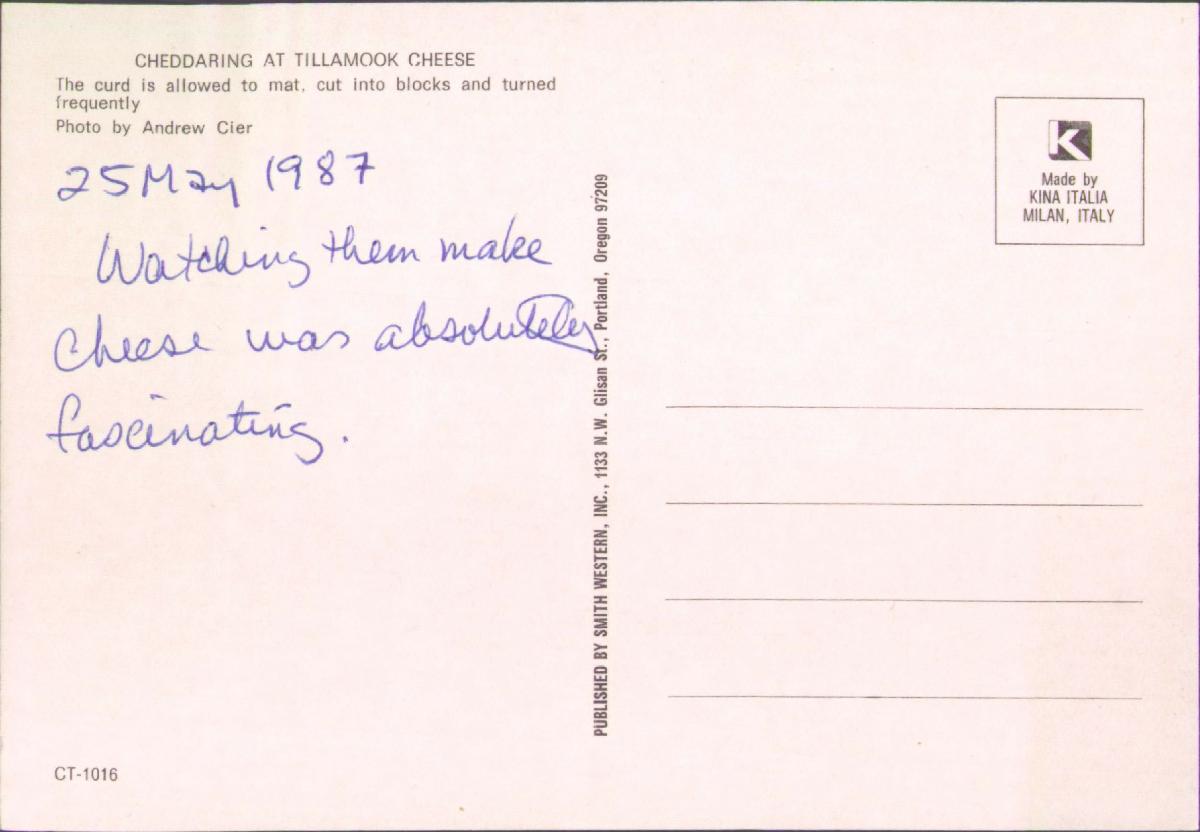 CHEDDARING AT TILLAMOOK CHEESE
The curd is allowed to mat, cut into blocks and turned
frequently
Photo by Andrew Cier
25 May 1987
Watching them make
cheese was absolutely
fascinating.
CT-1016
PUBLISHED BY SMITH WESTERN, INC., 1133 N.W. Glisan St., Portland, Oregon 97209
K
Made by
KINA ITALIA
MILAN, ITALY